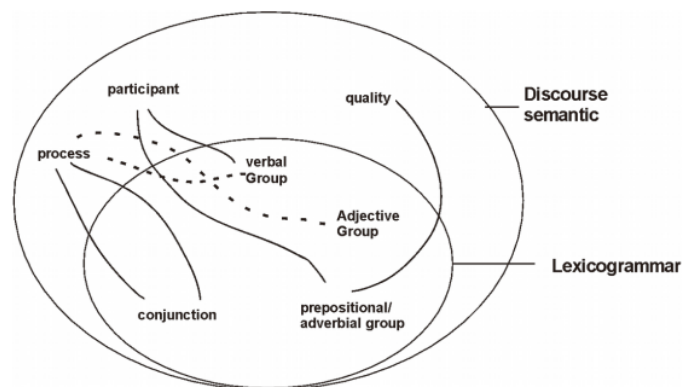 participant
quality
Discourse
semantic
process
verbal
Group
Adjective
Group
Lexicogrammar
conjunction
prepositional/
adverbial group